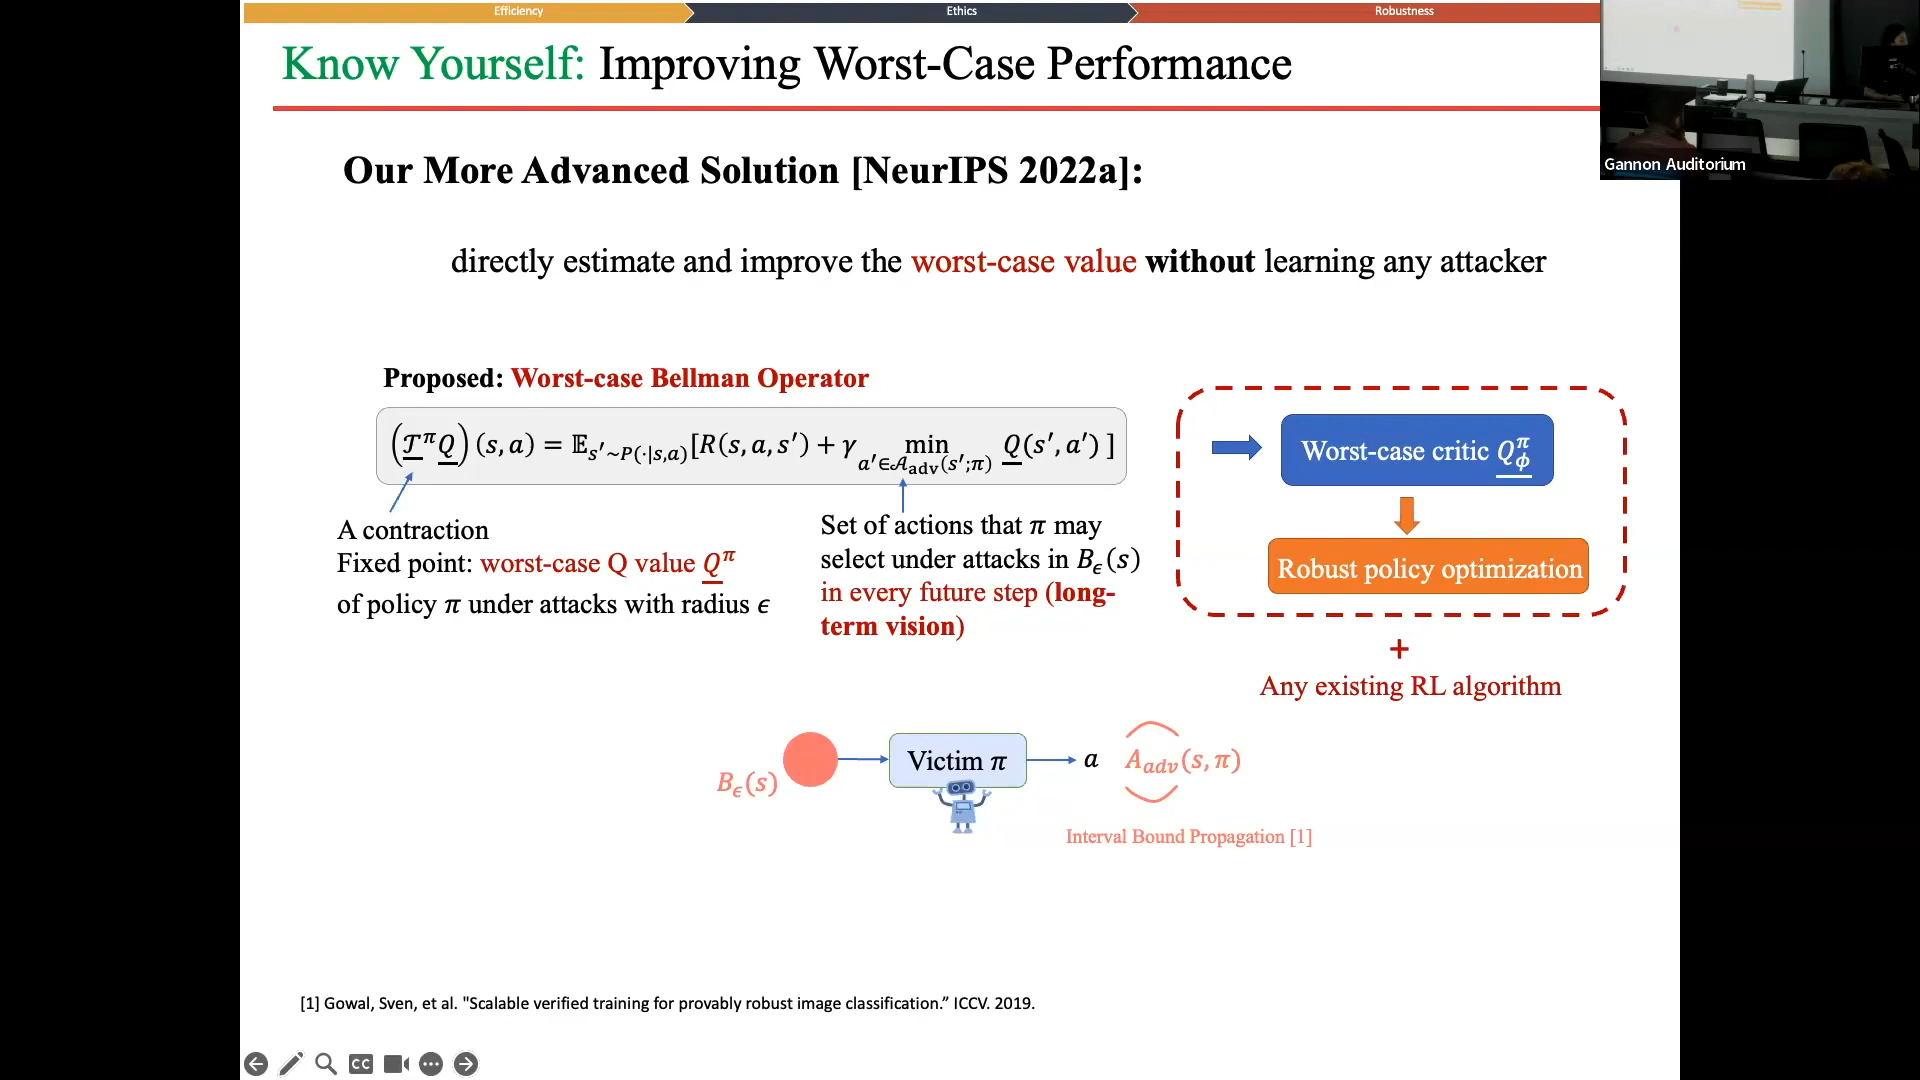 Efficiency
Ethics
Robustness
Know Yourself: Improving Worst-Case Performance
Gannon Auditorium
Our More Advanced Solution [NeurIPS 2022a]:
directly estimate and improve the worst-case value without learning any attacker
Proposed: Worst-case Bellman Operator
(𝒯^π Q)(s, a) = 𝔼_{s′~P(·|s,a)}[R(s, a, s′) + γ min_{a′∈𝒜_adv(s′;π)} Q(s′, a′) ]
A contraction
Fixed point: worst-case Q value Q^π
of policy π under attacks with radius ϵ
Set of actions that π may
select under attacks in B_ϵ(s)
in every future step (long-
term vision)
Worst-case critic Q^π_ϕ
Robust policy optimization
+
Any existing RL algorithm
B_ϵ(s)
Victim π
a
A_adv(s, π)
Interval Bound Propagation [1]
[1] Gowal, Sven, et al. "Scalable verified training for provably robust image classification.” ICCV. 2019.
CC